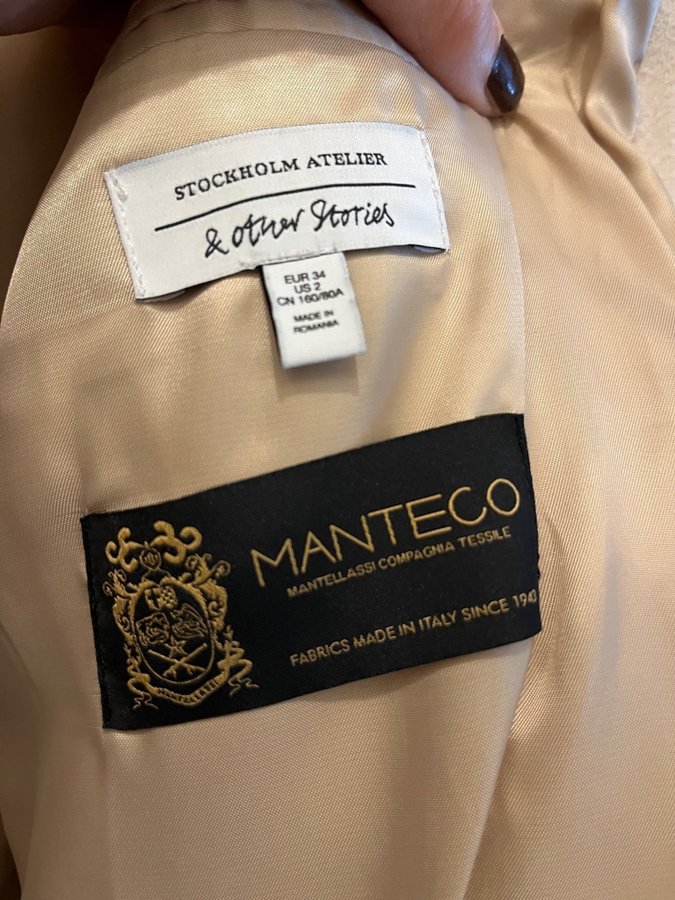 STOCKHOLM ATELIER
& Other Stories
EUR 34
US 2
CN 160/80A
MADE IN
ROMANIA
MANTECO
MANTELLASSI COMPAGNIA TESSILE
FABRICS MADE IN ITALY SINCE 1943
MANTELLASSI